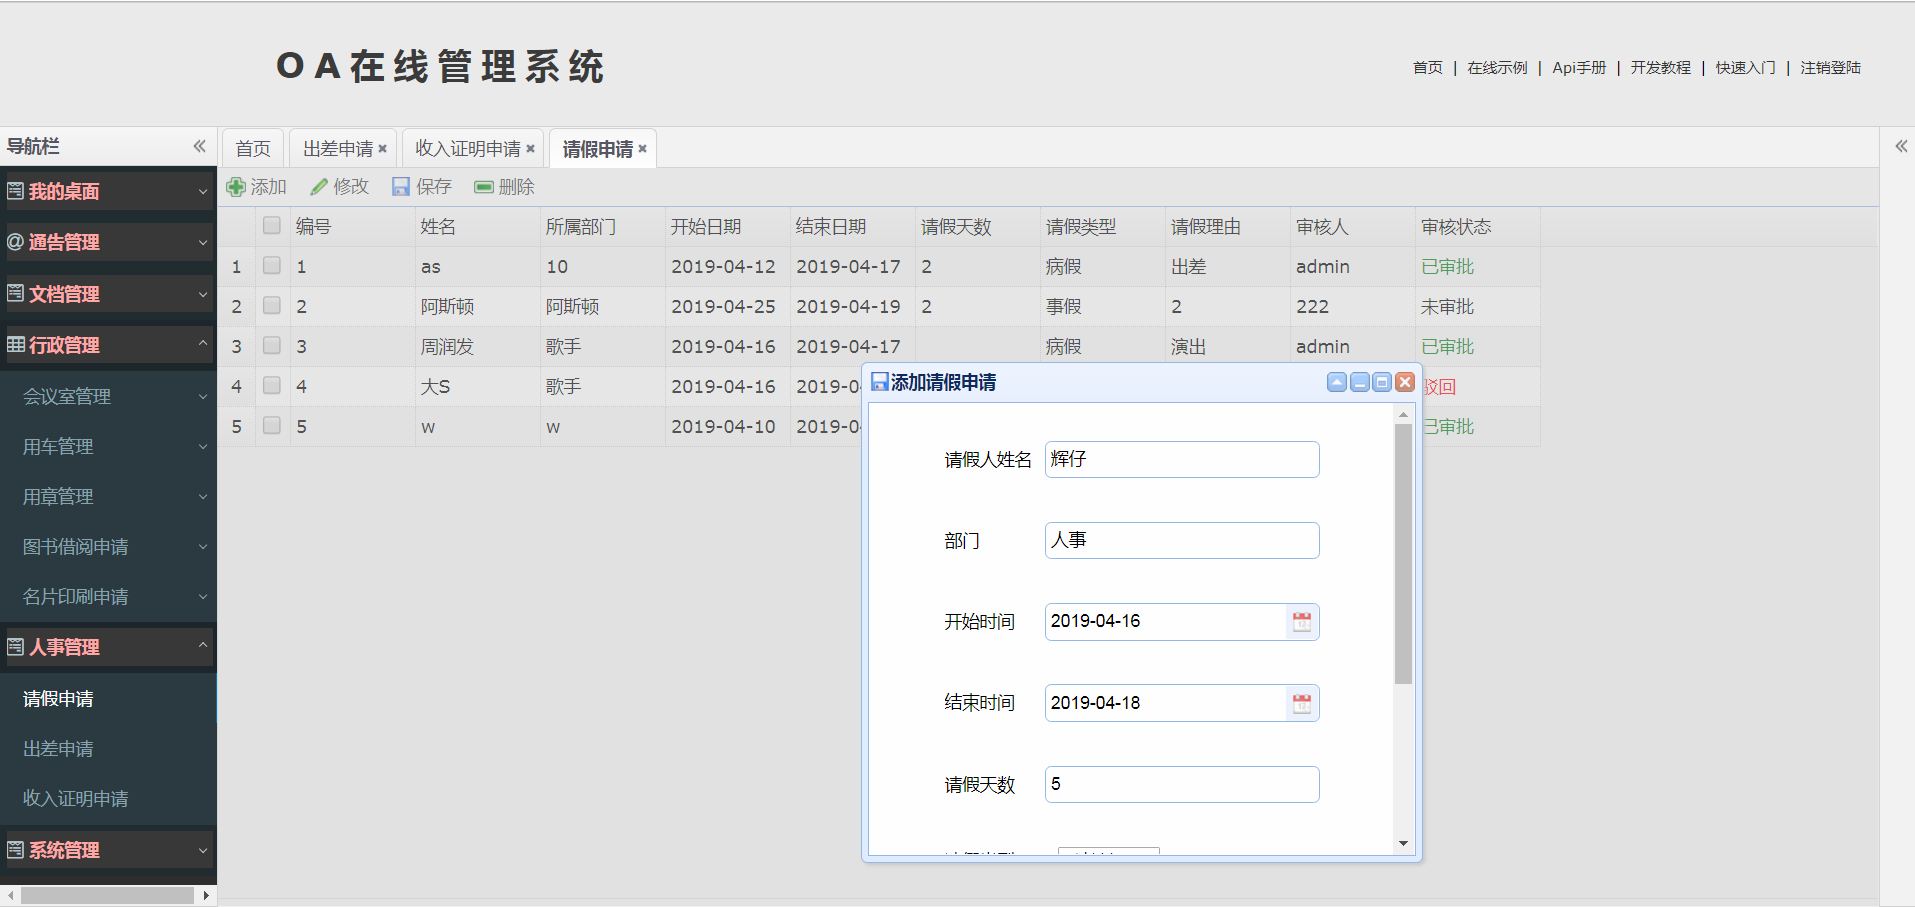 OA在线管理系统
首页 | 在线示例 | Api手册 | 开发教程 | 快速入门 | 注销登陆
导航栏
首页 出差申请 收入证明申请 请假申请
添加 修改 保存 删除
我的桌面
通告管理
文档管理
行政管理
会议室管理
用车管理
用章管理
图书借阅申请
名片印刷申请
人事管理
请假申请
出差申请
收入证明申请
系统管理
编号 姓名 所属部门 开始日期 结束日期 请假天数 请假类型 请假理由 审核人 审核状态
1 1 as 10 2019-04-12 2019-04-17 2 病假 出差 admin 已审批
2 2 阿斯顿 阿斯顿 2019-04-25 2019-04-19 2 事假 2 222 未审批
3 3 周润发 歌手 2019-04-16 2019-04-17 病假 演出 admin 已审批
4 4 大S 歌手 2019-04-16 2019-0 驳回
5 5 w w 2019-04-10 2019-0 已审批
添加请假申请
请假人姓名 辉仔
部门 人事
开始时间 2019-04-16
结束时间 2019-04-18
请假天数 5